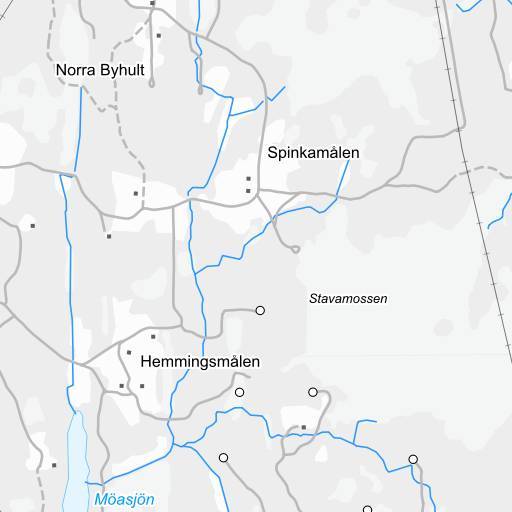 Norra Byhult
Spinkamålen
Stavamossen
Hemmingsmålen
Möasjön